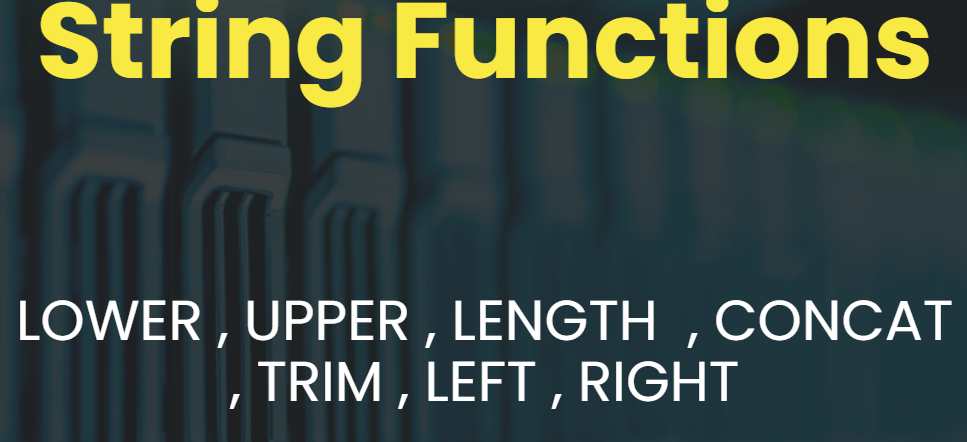 String Functions
LOWER , UPPER , LENGTH , CONCAT
, TRIM , LEFT , RIGHT